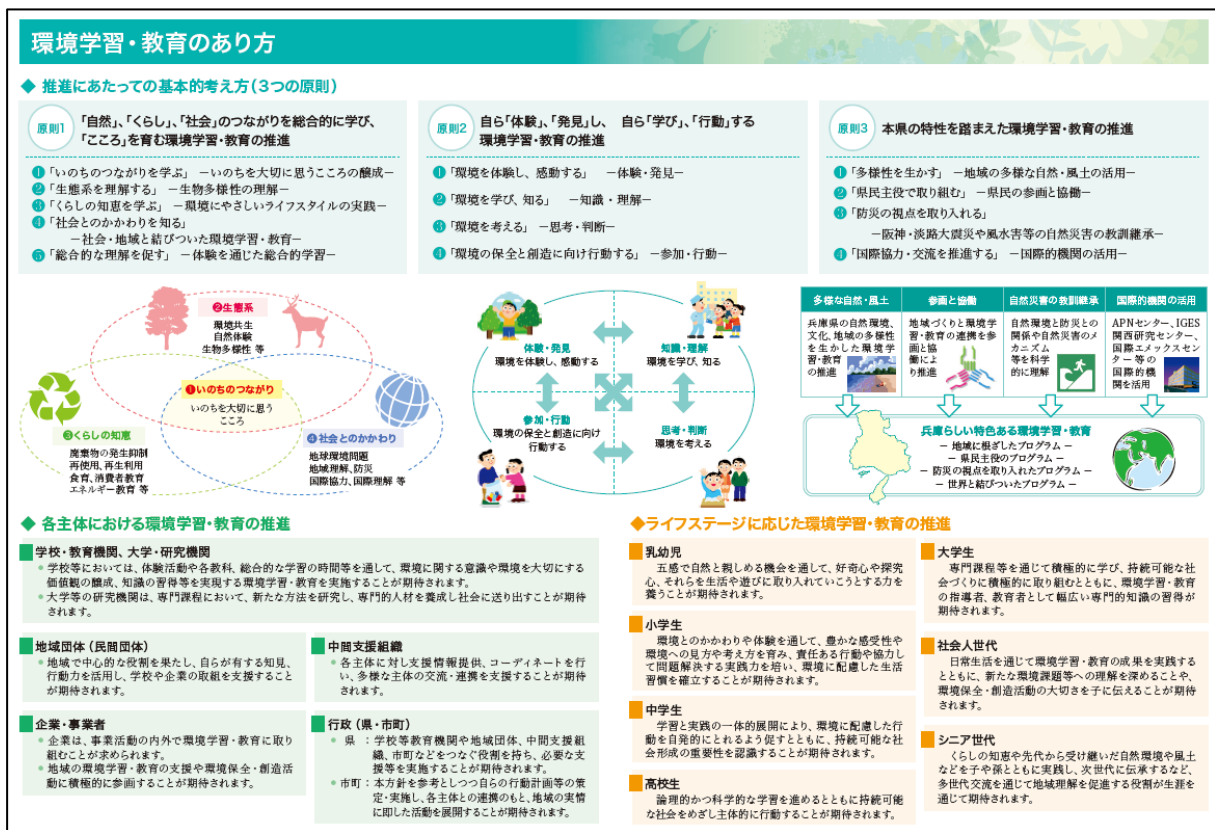 環境学習・教育のあり方
◆ 推進にあたっての基本的考え方(3つの原則)
原則1
「自然」、「くらし」、「社会」のつながりを総合的に学び、
「こころ」を育む環境学習・教育の推進
❶「いのちのつながりを学ぶ」 −いのちを大切に思うこころの醸成−
❷「生態系を理解する」 −生物多様性の理解−
❸「くらしの知恵を学ぶ」 −環境にやさしいライフスタイルの実践−
❹「社会とのかかわりを知る」
−社会・地域と結びついた環境学習・教育−
❺「総合的な理解を促す」 −体験を通じた総合的学習−
原則2
自ら「体験」、「発見」し、 自ら「学び」、「行動」する
環境学習・教育の推進
❶「環境を体験し、感動する」 −体験・発見−
❷「環境を学び、知る」 −知識・理解−
❸「環境を考える」 −思考・判断−
❹「環境の保全と創造に向け行動する」 −参加・行動−
原則3
本県の特性を踏まえた環境学習・教育の推進
❶「多様性を生かす」 −地域の多様な自然・風土の活用−
❷「県民主役で取り組む」 −県民の参画と協働−
❸「防災の視点を取り入れる」
−阪神・淡路大震災や風水害等の自然災害の教訓継承−
❹「国際協力・交流を推進する」 −国際的機関の活用−
❷生態系
環境共生
自然体験
生物多様性 等
❶いのちのつながり
いのちを大切に思う
こころ
❸くらしの知恵
廃棄物の発生抑制
再使用、再生利用
食育、消費者教育
エネルギー教育 等
❹社会とのかかわり
地球環境問題
地域理解、防災
国際協力、国際理解 等
体験・発見
環境を体験し、感動する
知識・理解
環境を学び、知る
参加・行動
環境の保全と創造に向け
行動する
思考・判断
環境を考える
多様な自然・風土
兵庫県の自然環境、
文化、地域の多様性
を生かした環境学
習・教育
の推進
参画と協働
地域づくりと環境学
習・教育の連携を参
画と協
働によ
り推進
自然災害の教訓継承
自然環境と防災との
関係や自然災害のメ
カニズム
等を科学
的に理解
国際的機関の活用
APNセンター、IGES
関西研究センター、
国際エメックスセン
ター等の
国際的機
関を活用
兵庫らしい特色ある環境学習・教育
− 地域に根ざしたプログラム −
− 県民主役のプログラム −
− 防災の視点を取り入れたプログラム −
− 世界と結びついたプログラム −
◆ 各主体における環境学習・教育の推進
学校・教育機関、大学・研究機関
● 学校等においては、体験活動や各教科、総合的な学習の時間等を通して、環境に関する意識や環境を大切にする
価値観の醸成、知識の習得等を実現する環境学習・教育を実施することが期待されます。
● 大学等の研究機関は、専門課程において、新たな方法を研究し、専門的人材を養成し社会に送り出すことが期待
されます。
地域団体(民間団体)
● 地域で中心的な役割を果たし、自らが有する知見、
行動力を活用し、学校や企業の取組を支援すること
が期待されます。
中間支援組織
● 各主体に対し支援情報提供、コーディネートを行
い、多様な主体の交流・連携を支援することが期待
されます。
企業・事業者
● 企業は、事業活動の内外で環境学習・教育に取り
組むことが求められます。
● 地域の環境学習・教育の支援や環境保全・創造活
動に積極的に参画することが期待されます。
行政(県・市町)
● 県 :学校等教育機関や地域団体、中間支援組
織、市町などをつなぐ役割を持ち、必要な支
援等を実施することが期待されます。
● 市町:本方針を参考としつつ自らの行動計画等の策
定・実施し、各主体との連携のもと、地域の実情
に即した活動を展開することが期待されます。
◆ライフステージに応じた環境学習・教育の推進
乳幼児
五感で自然と親しめる機会を通して、好奇心や探究
心、それらを生活や遊びに取り入れていこうとする力を
養うことが期待されます。
小学生
環境とのかかわりや体験を通して、豊かな感受性や
環境への見方や考え方を育み、責任ある行動や協力し
て問題解決する実践力を培い、環境に配慮した生活
習慣を確立することが期待されます。
中学生
学習と実践の一体的展開により、環境に配慮した行
動を自発的にとれるよう促すとともに、持続可能な社
会形成の重要性を認識することが期待されます。
高校生
論理的かつ科学的な学習を進めるとともに持続可能
な社会をめざし主体的に行動することが期待されます。
大学生
専門課程等を通じて積極的に学び、持続可能な社
会づくりに積極的に取り組むとともに、環境学習・教育
の指導者、教育者として幅広い専門的知識の習得が
期待されます。
社会人世代
日常生活を通じて環境学習・教育の成果を実践する
とともに、新たな環境課題等への理解を深めることや、
環境保全・創造活動の大切さを子に伝えることが期待
されます。
シニア世代
くらしの知恵や先代から受け継いだ自然環境や風土
などを子や孫とともに実践し、次世代に伝承するなど、
多世代交流を通じて地域理解を促進する役割が生涯を
通じて期待されます。